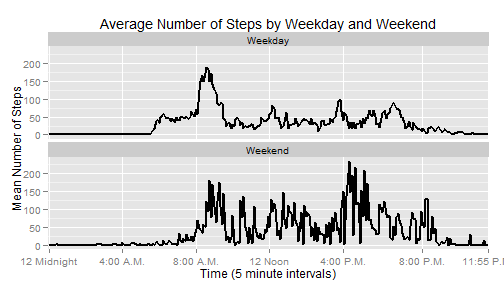 Average Number of Steps by Weekday and Weekend
Weekday
200
150
100
50
0
Mean Number of Steps
Weekend
200
150
100
50
0
12 Midnight 4:00 A.M. 8:00 A.M. 12 Noon 4:00 P.M. 8:00 P.M. 11:55 P.M
Time (5 minute intervals)